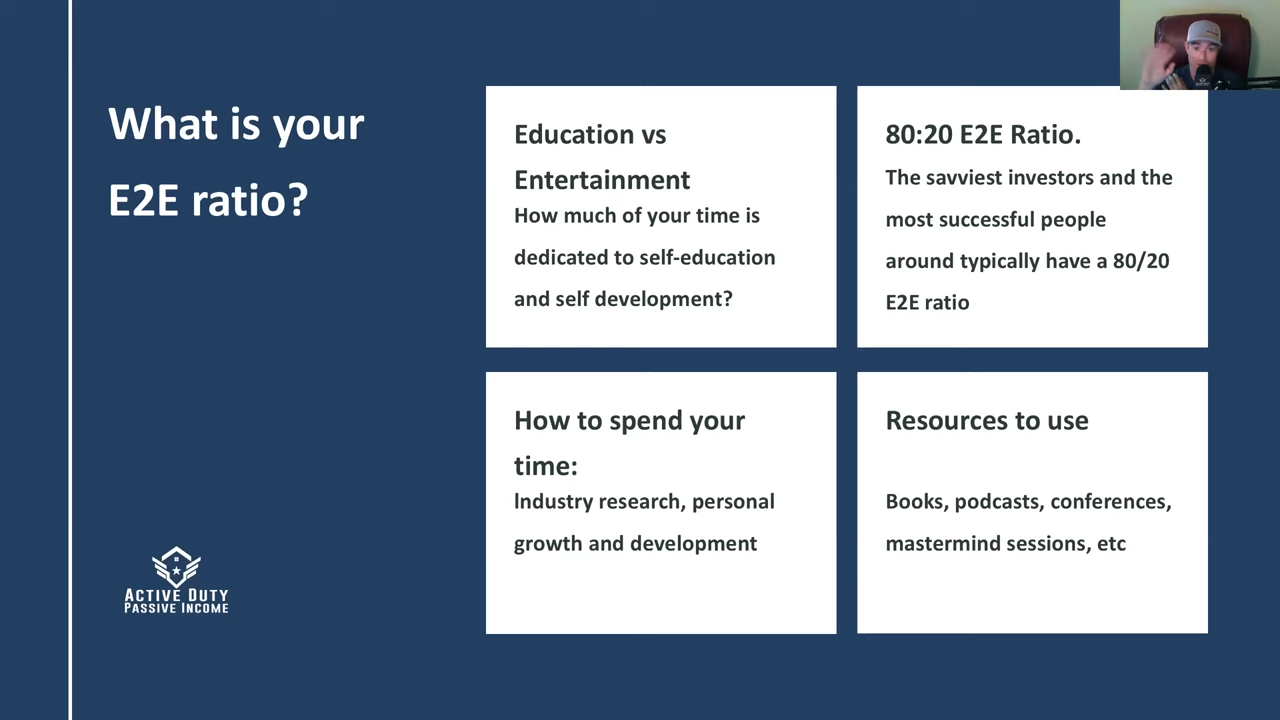 What is your
E2E ratio?
Education vs
Entertainment
How much of your time is
dedicated to self-education
and self development?
80:20 E2E Ratio.
The savviest investors and the
most successful people
around typically have a 80/20
E2E ratio
How to spend your
time:
Industry research, personal
growth and development
Resources to use
Books, podcasts, conferences,
mastermind sessions, etc
ACTIVE DUTY
PASSIVE INCOME